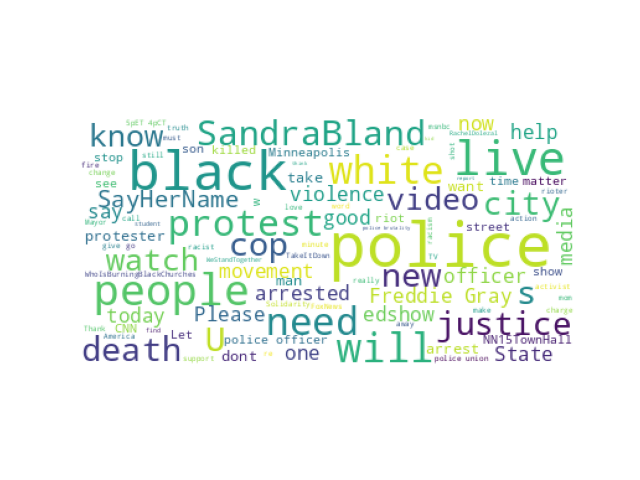 SpET 4pCT truth msnbc RachelDolezal
know must SandraBland now help
stop still son killed Minneapolis case shot
black white live
see change fire take want time matter
SayHerName violence video city rioter
say call love good riot street action
Mayor give go protest racism media
protester student cop police
watch racist minute police brutality
WeStandTogether TakeItDown TV
WhoIsBurningBlackChurches movement man really new officer show activist
people arrested Freddie Gray s mom
today Please Solidarity FoxNews edshow make charge
Thank CNN Let U need away justice
America find police officer will NN15TownHall
death support dont one re arrest State
police union
word report